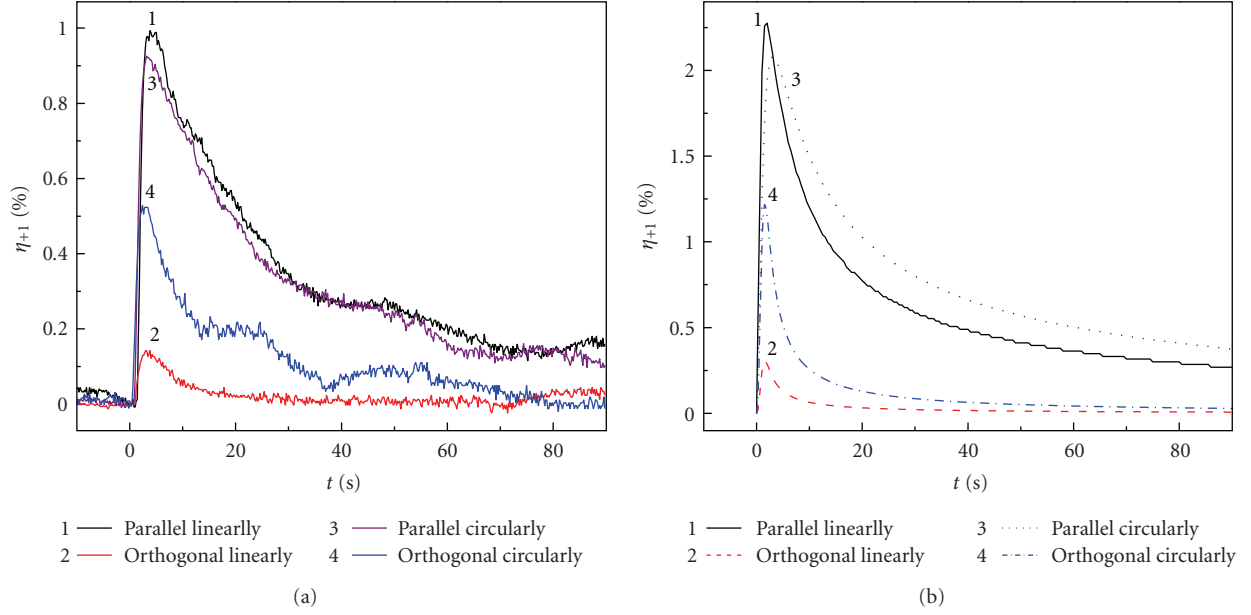 1
3
4
2
1
0.8
0.6
0.4
0.2
0
η+1 (%)
0 20 40 60 80
t (s)
1 Parallel linearlly 3 Parallel circularly
2 Orthogonal linearly 4 Orthogonal circularly
(a)
1
3
4
2
2
1.5
1
0.5
0
η+1 (%)
0 20 40 60 80
t (s)
1 Parallel linearlly 3 Parallel circularly
2 Orthogonal linearly 4 Orthogonal circularly
(b)